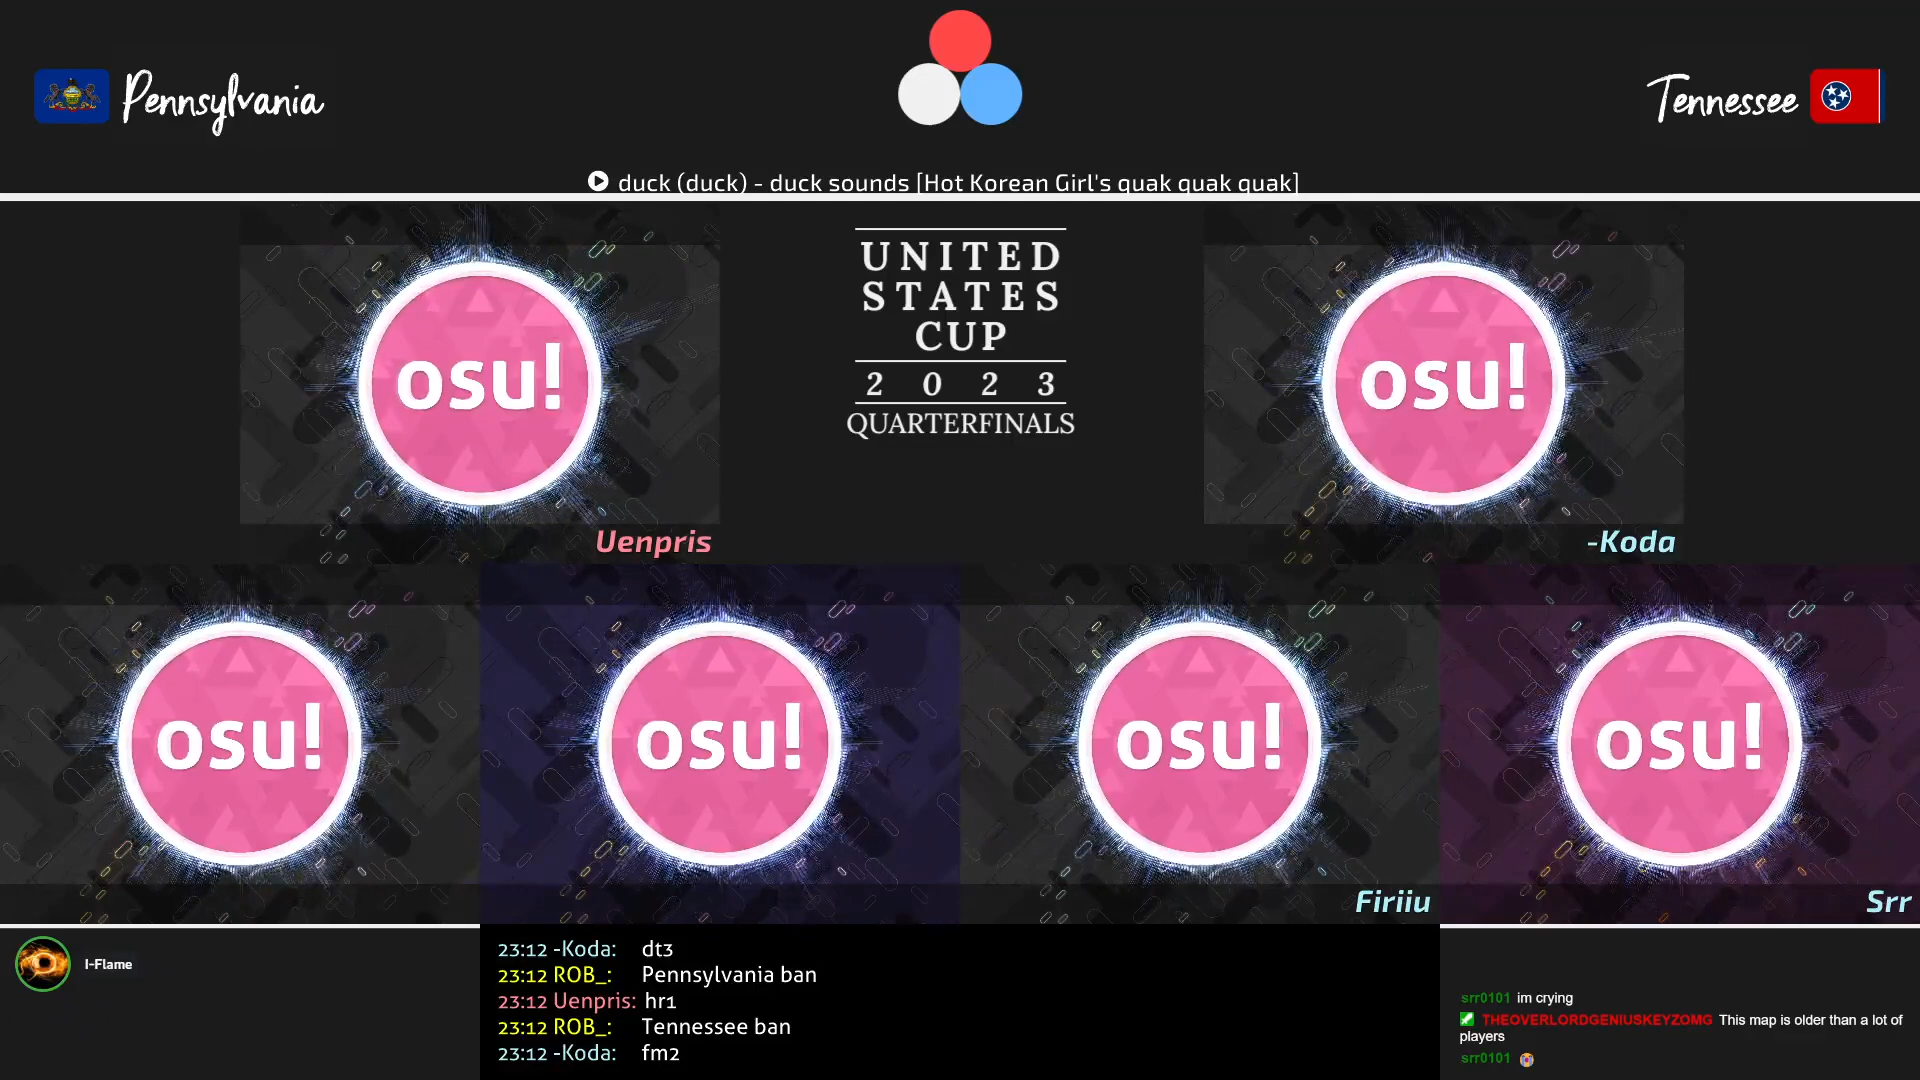 Pennsylvania
Tennessee
duck (duck) - duck sounds [Hot Korean Girl's quak quak quak]
UNITED
STATES
CUP
2 0 2 3
QUARTERFINALS
osu!
osu!
Uenpris
-Koda
osu!
osu!
osu!
osu!
Firiiu
Srr
I-Flame
23:12 -Koda: dt3
23:12 ROB_: Pennsylvania ban
23:12 Uenpris: hr1
23:12 ROB_: Tennessee ban
23:12 -Koda: fm2
srr0101 im crying
THEOVERLORDGENIUSKEYZOMG This map is older than a lot of
players
srr0101